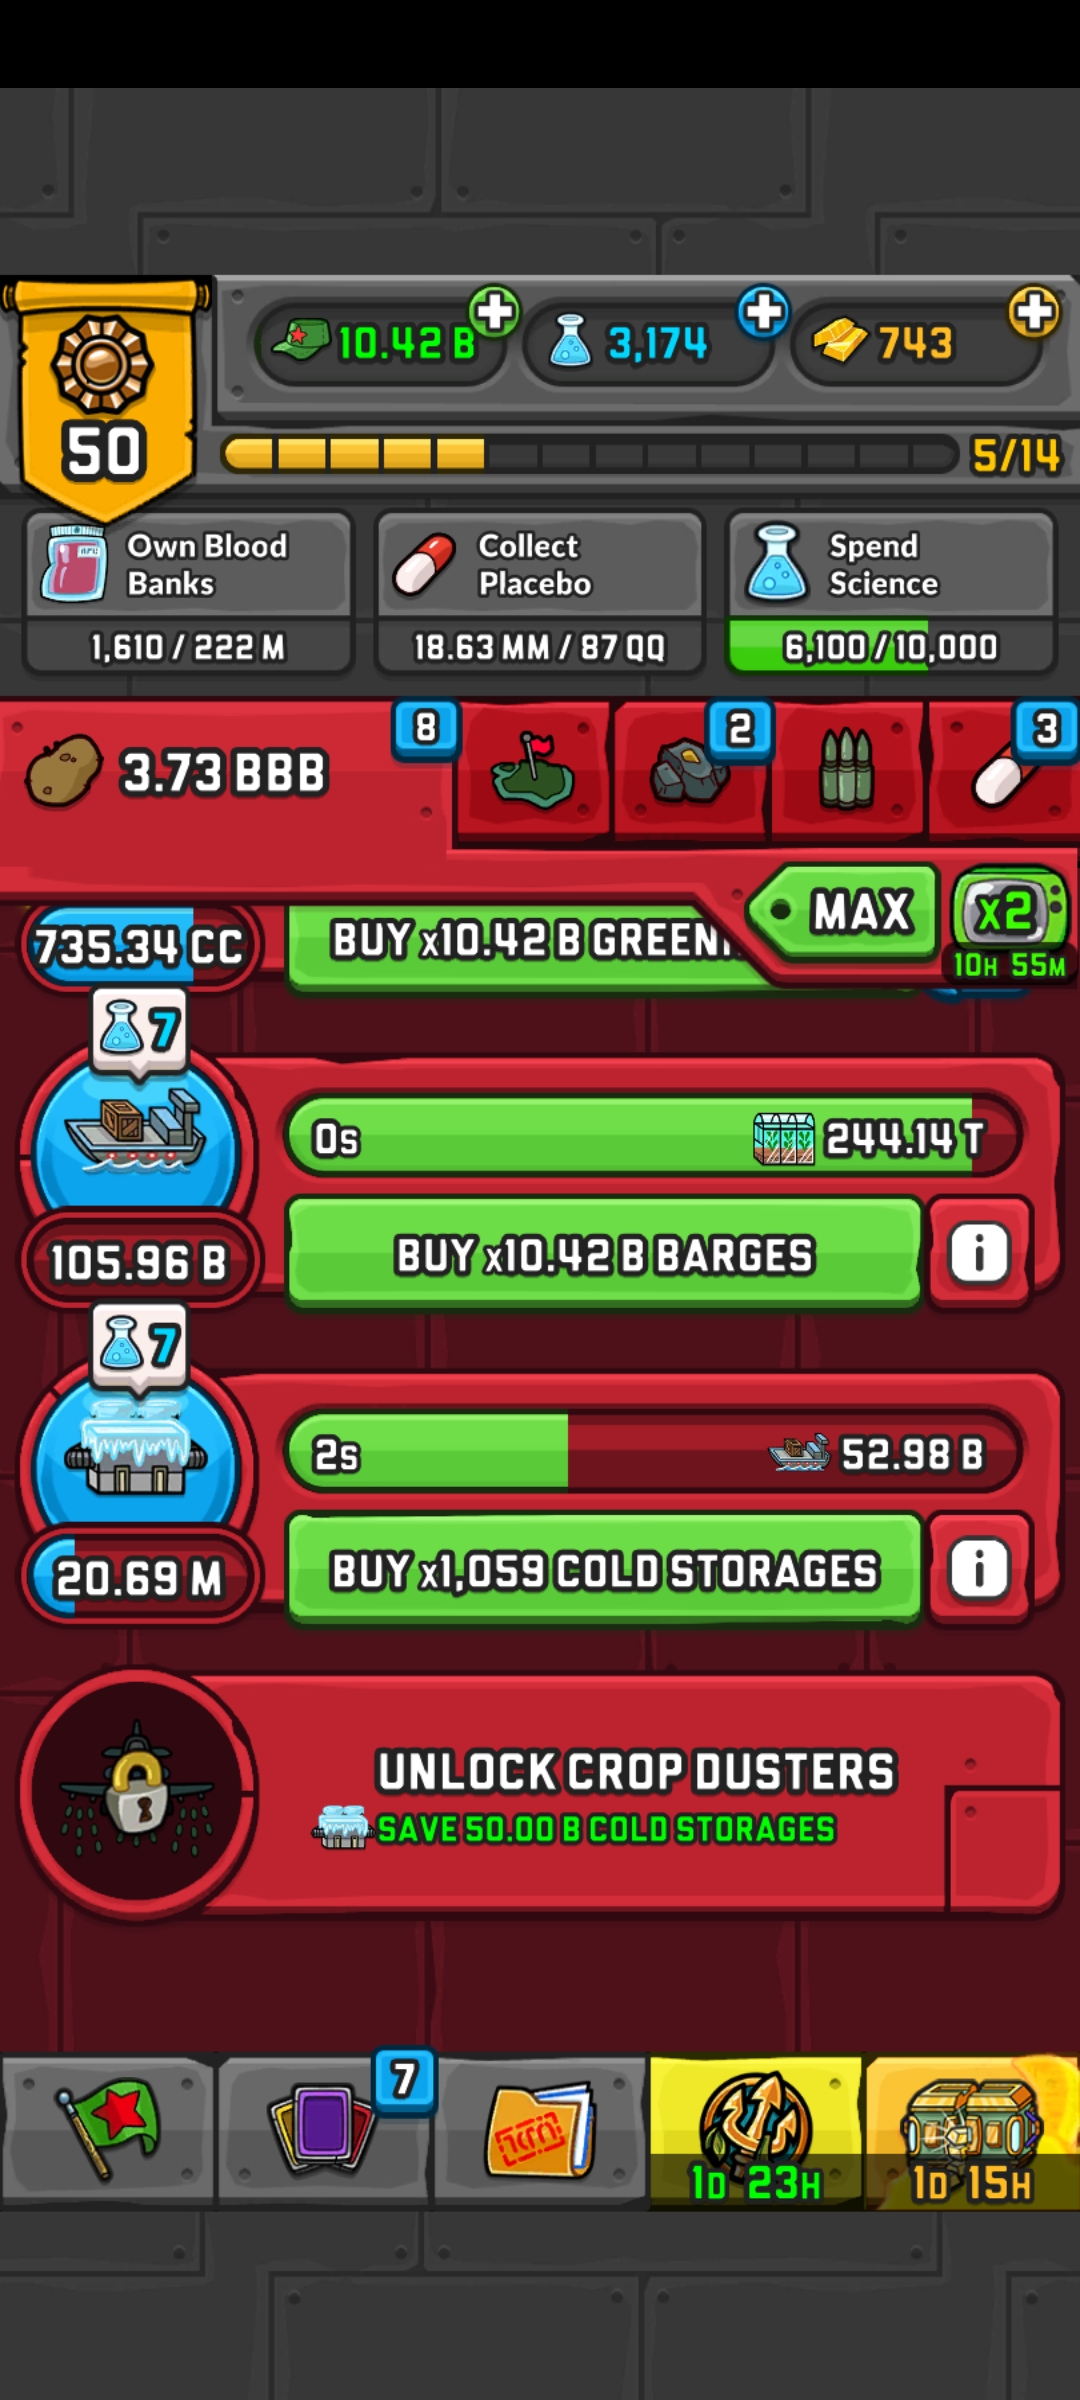 10.42 B
3,174
743
50
5/14
Own Blood
Banks
Collect
Placebo
Spend
Science
1,610 / 222 M
18.63 MM / 87 QQ
6,100 / 10,000
3.73 BBB
8
2
3
MAX
x2
10H 55M
735.34 CC
BUY x10.42 B
7
0s
244.14 T
105.96 B
BUY x10.42 B BARGES
i
7
2s
52.98 B
20.69 M
BUY x1,059 COLD STORAGES
i
UNLOCK CROP DUSTERS
SAVE 50.00 B COLD STORAGES
7
1D 23H
1D 15H